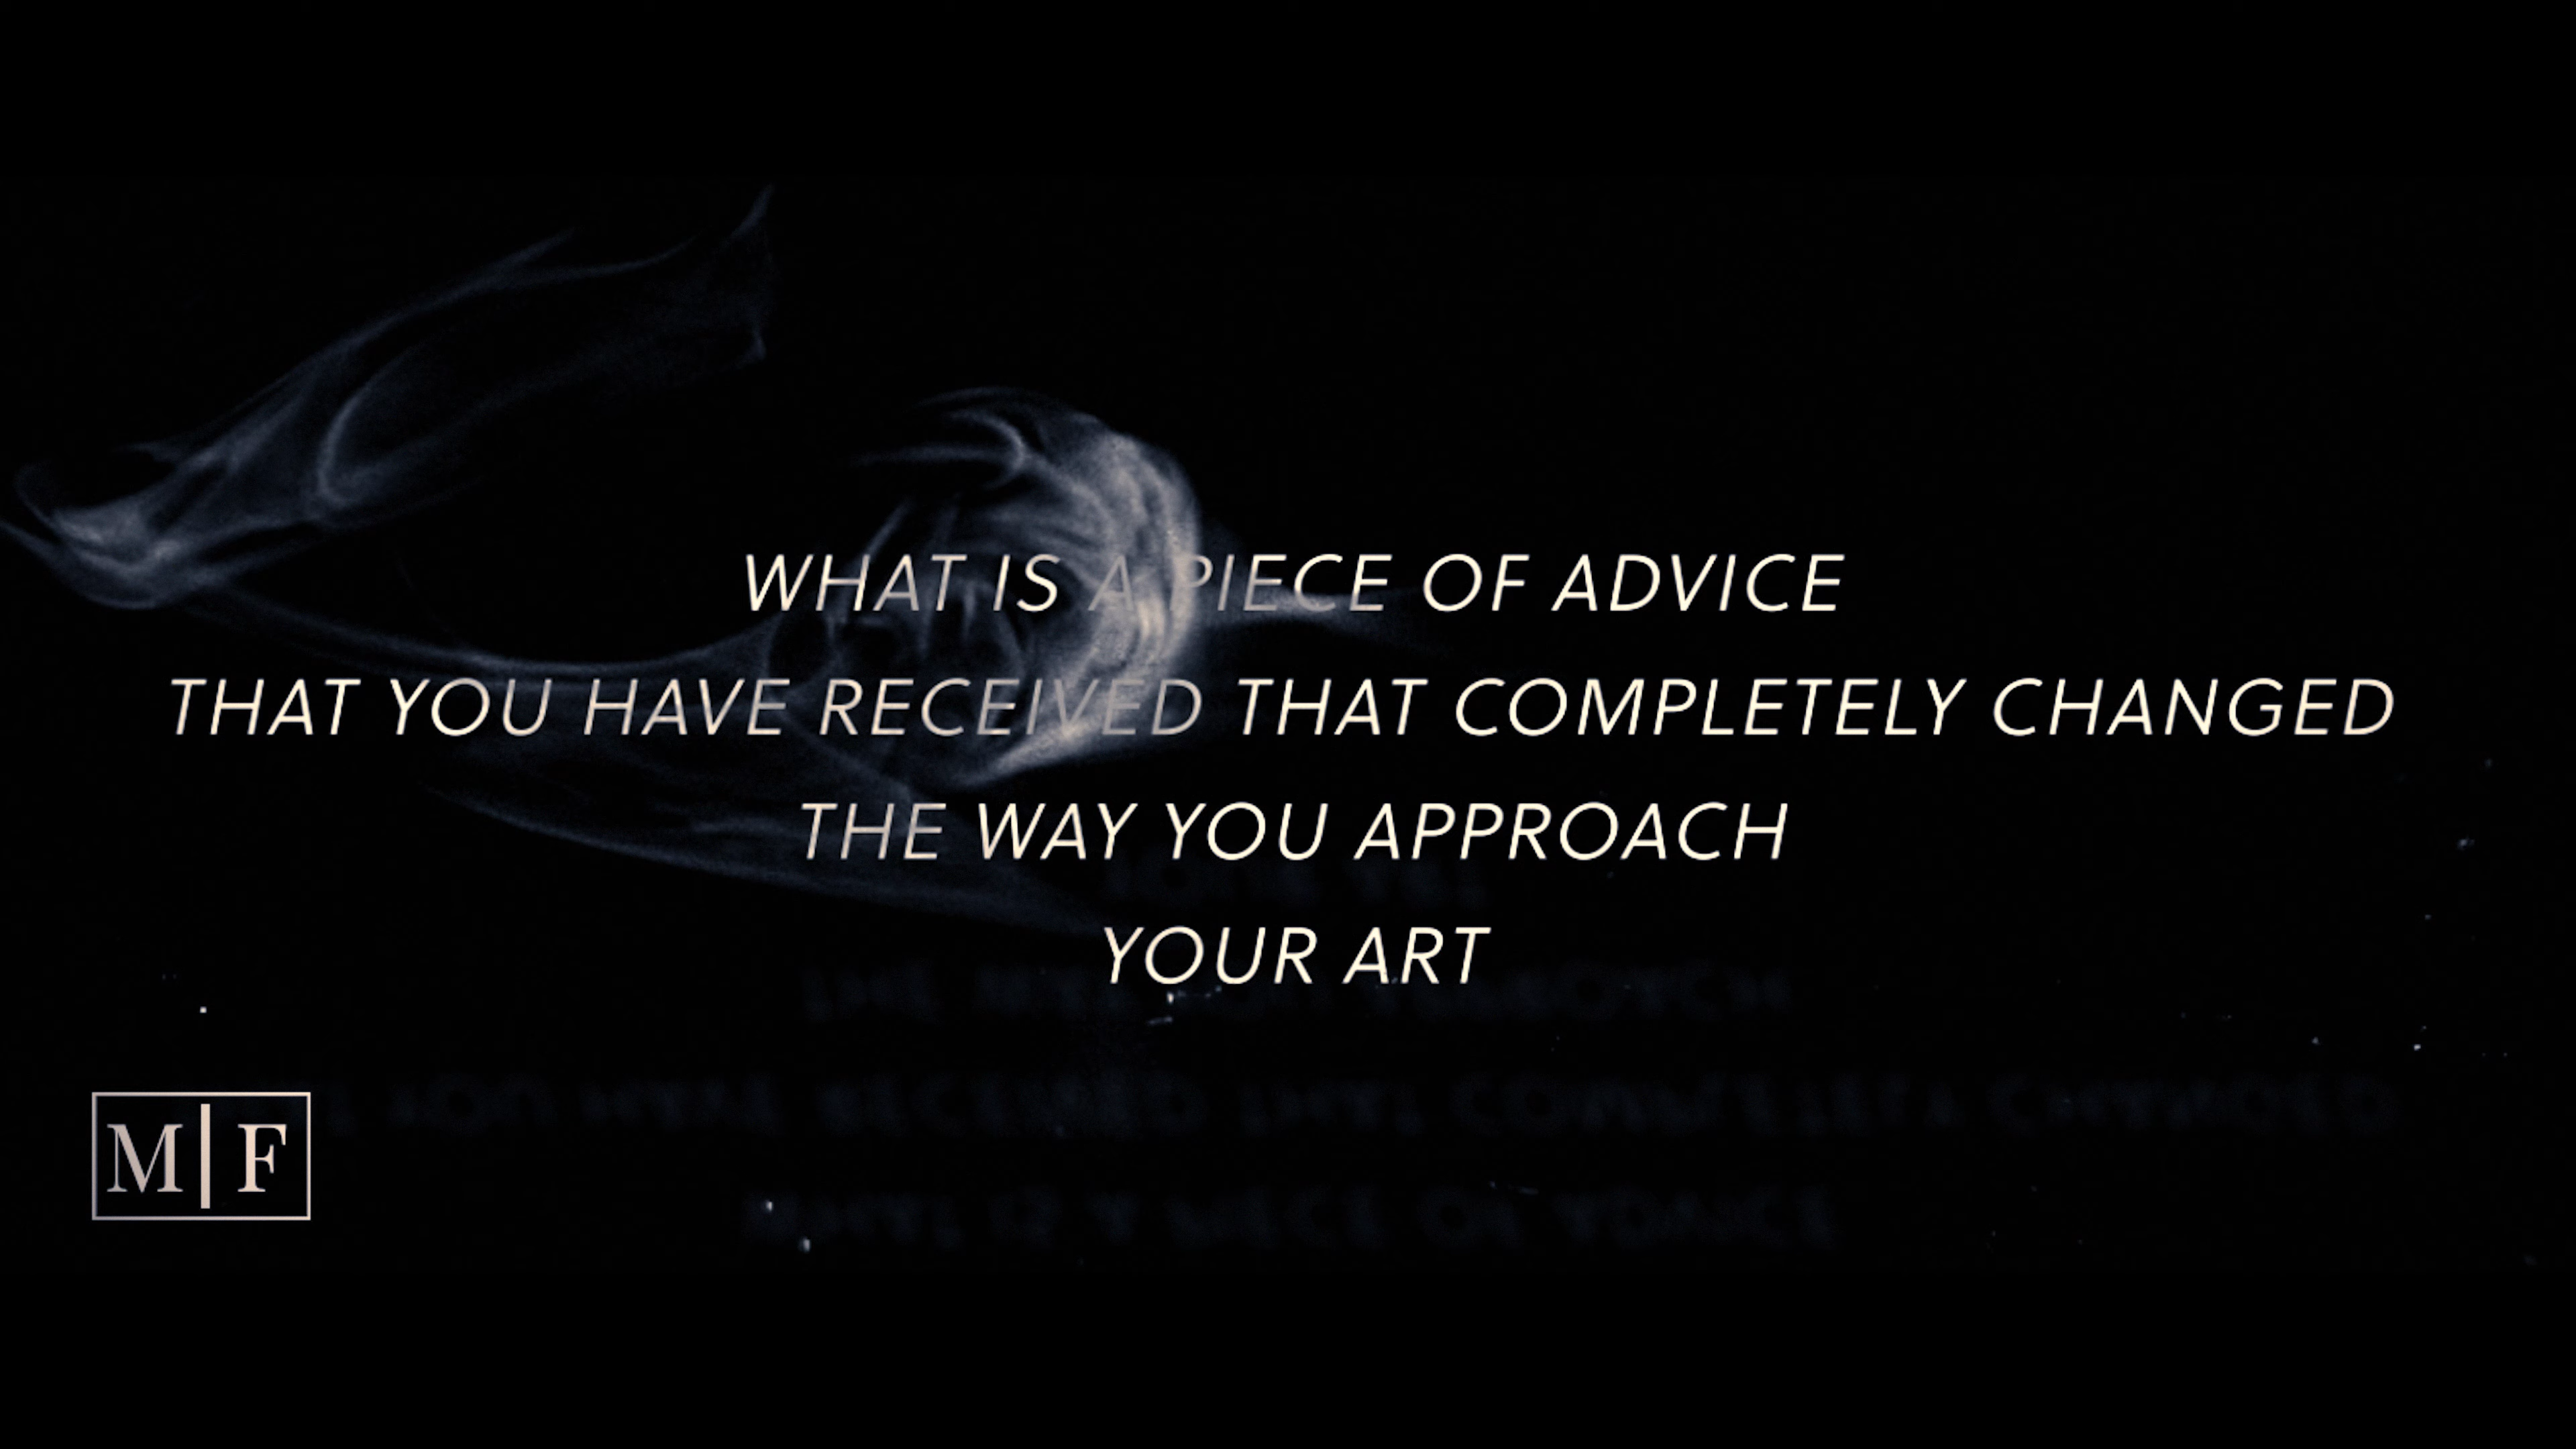 WHAT IS A PIECE OF ADVICE
THAT YOU HAVE RECEIVED THAT COMPLETELY CHANGED
THE WAY YOU APPROACH
YOUR ART
M|F